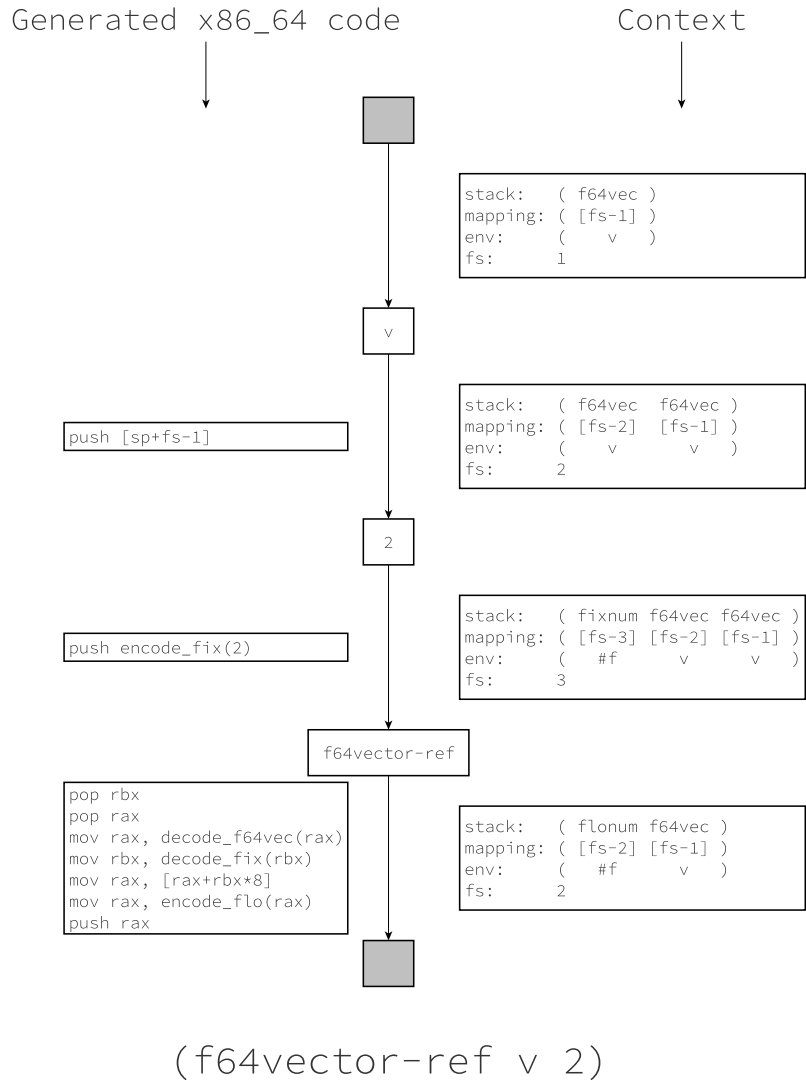 Generated x86_64 code
Context
stack:   ( f64vec )
mapping: ( [fs-1] )
env:     (    v   )
fs:      1
v
push [sp+fs-1]
stack:   ( f64vec  f64vec )
mapping: ( [fs-2]  [fs-1] )
env:     (    v       v   )
fs:      2
2
push encode_fix(2)
stack:   ( fixnum f64vec f64vec )
mapping: ( [fs-3] [fs-2] [fs-1] )
env:     (   #f     v      v   )
fs:      3
f64vector-ref
pop rbx
pop rax
mov rax, decode_f64vec(rax)
mov rbx, decode_fix(rbx)
mov rax, [rax+rbx*8]
mov rax, encode_flo(rax)
push rax
stack:   ( flonum f64vec )
mapping: ( [fs-2] [fs-1] )
env:     (   #f     v   )
fs:      2
(f64vector-ref v 2)